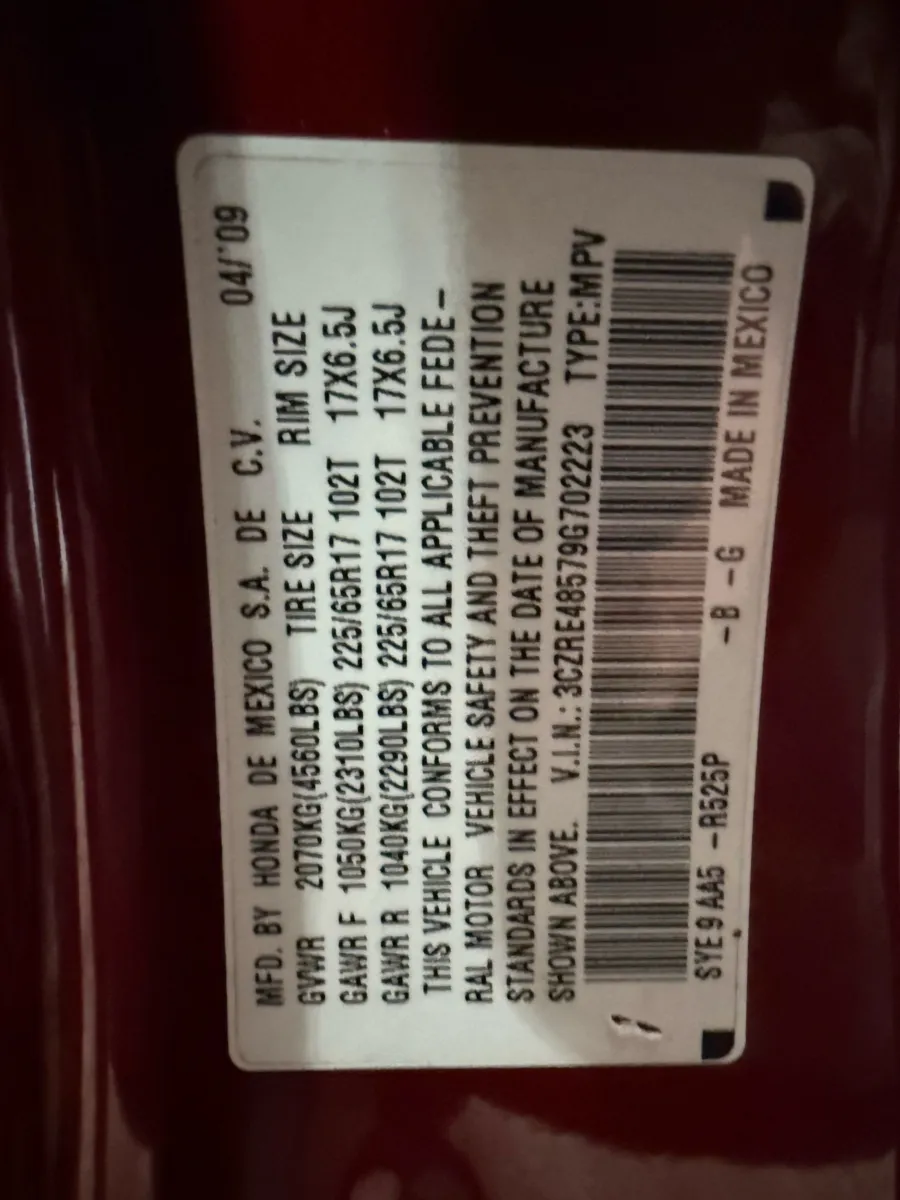 MFD. BY HONDA DE MEXICO S.A. DE C.V. 04/'09
GVWR 2070KG(4560LBS) TIRE SIZE RIM SIZE
GAWR F 1050KG(2310LBS) 225/65R17 102T 17X6.5J
GAWR R 1040KG(2290LBS) 225/65R17 102T 17X6.5J
THIS VEHICLE CONFORMS TO ALL APPLICABLE FEDE-
RAL MOTOR VEHICLE SAFETY AND THEFT PREVENTION
STANDARDS IN EFFECT ON THE DATE OF MANUFACTURE
SHOWN ABOVE. V.I.N.: 3CZRE48579G702223 TYPE:MPV
SYE9 AA5 -R525P -B -G MADE IN MEXICO